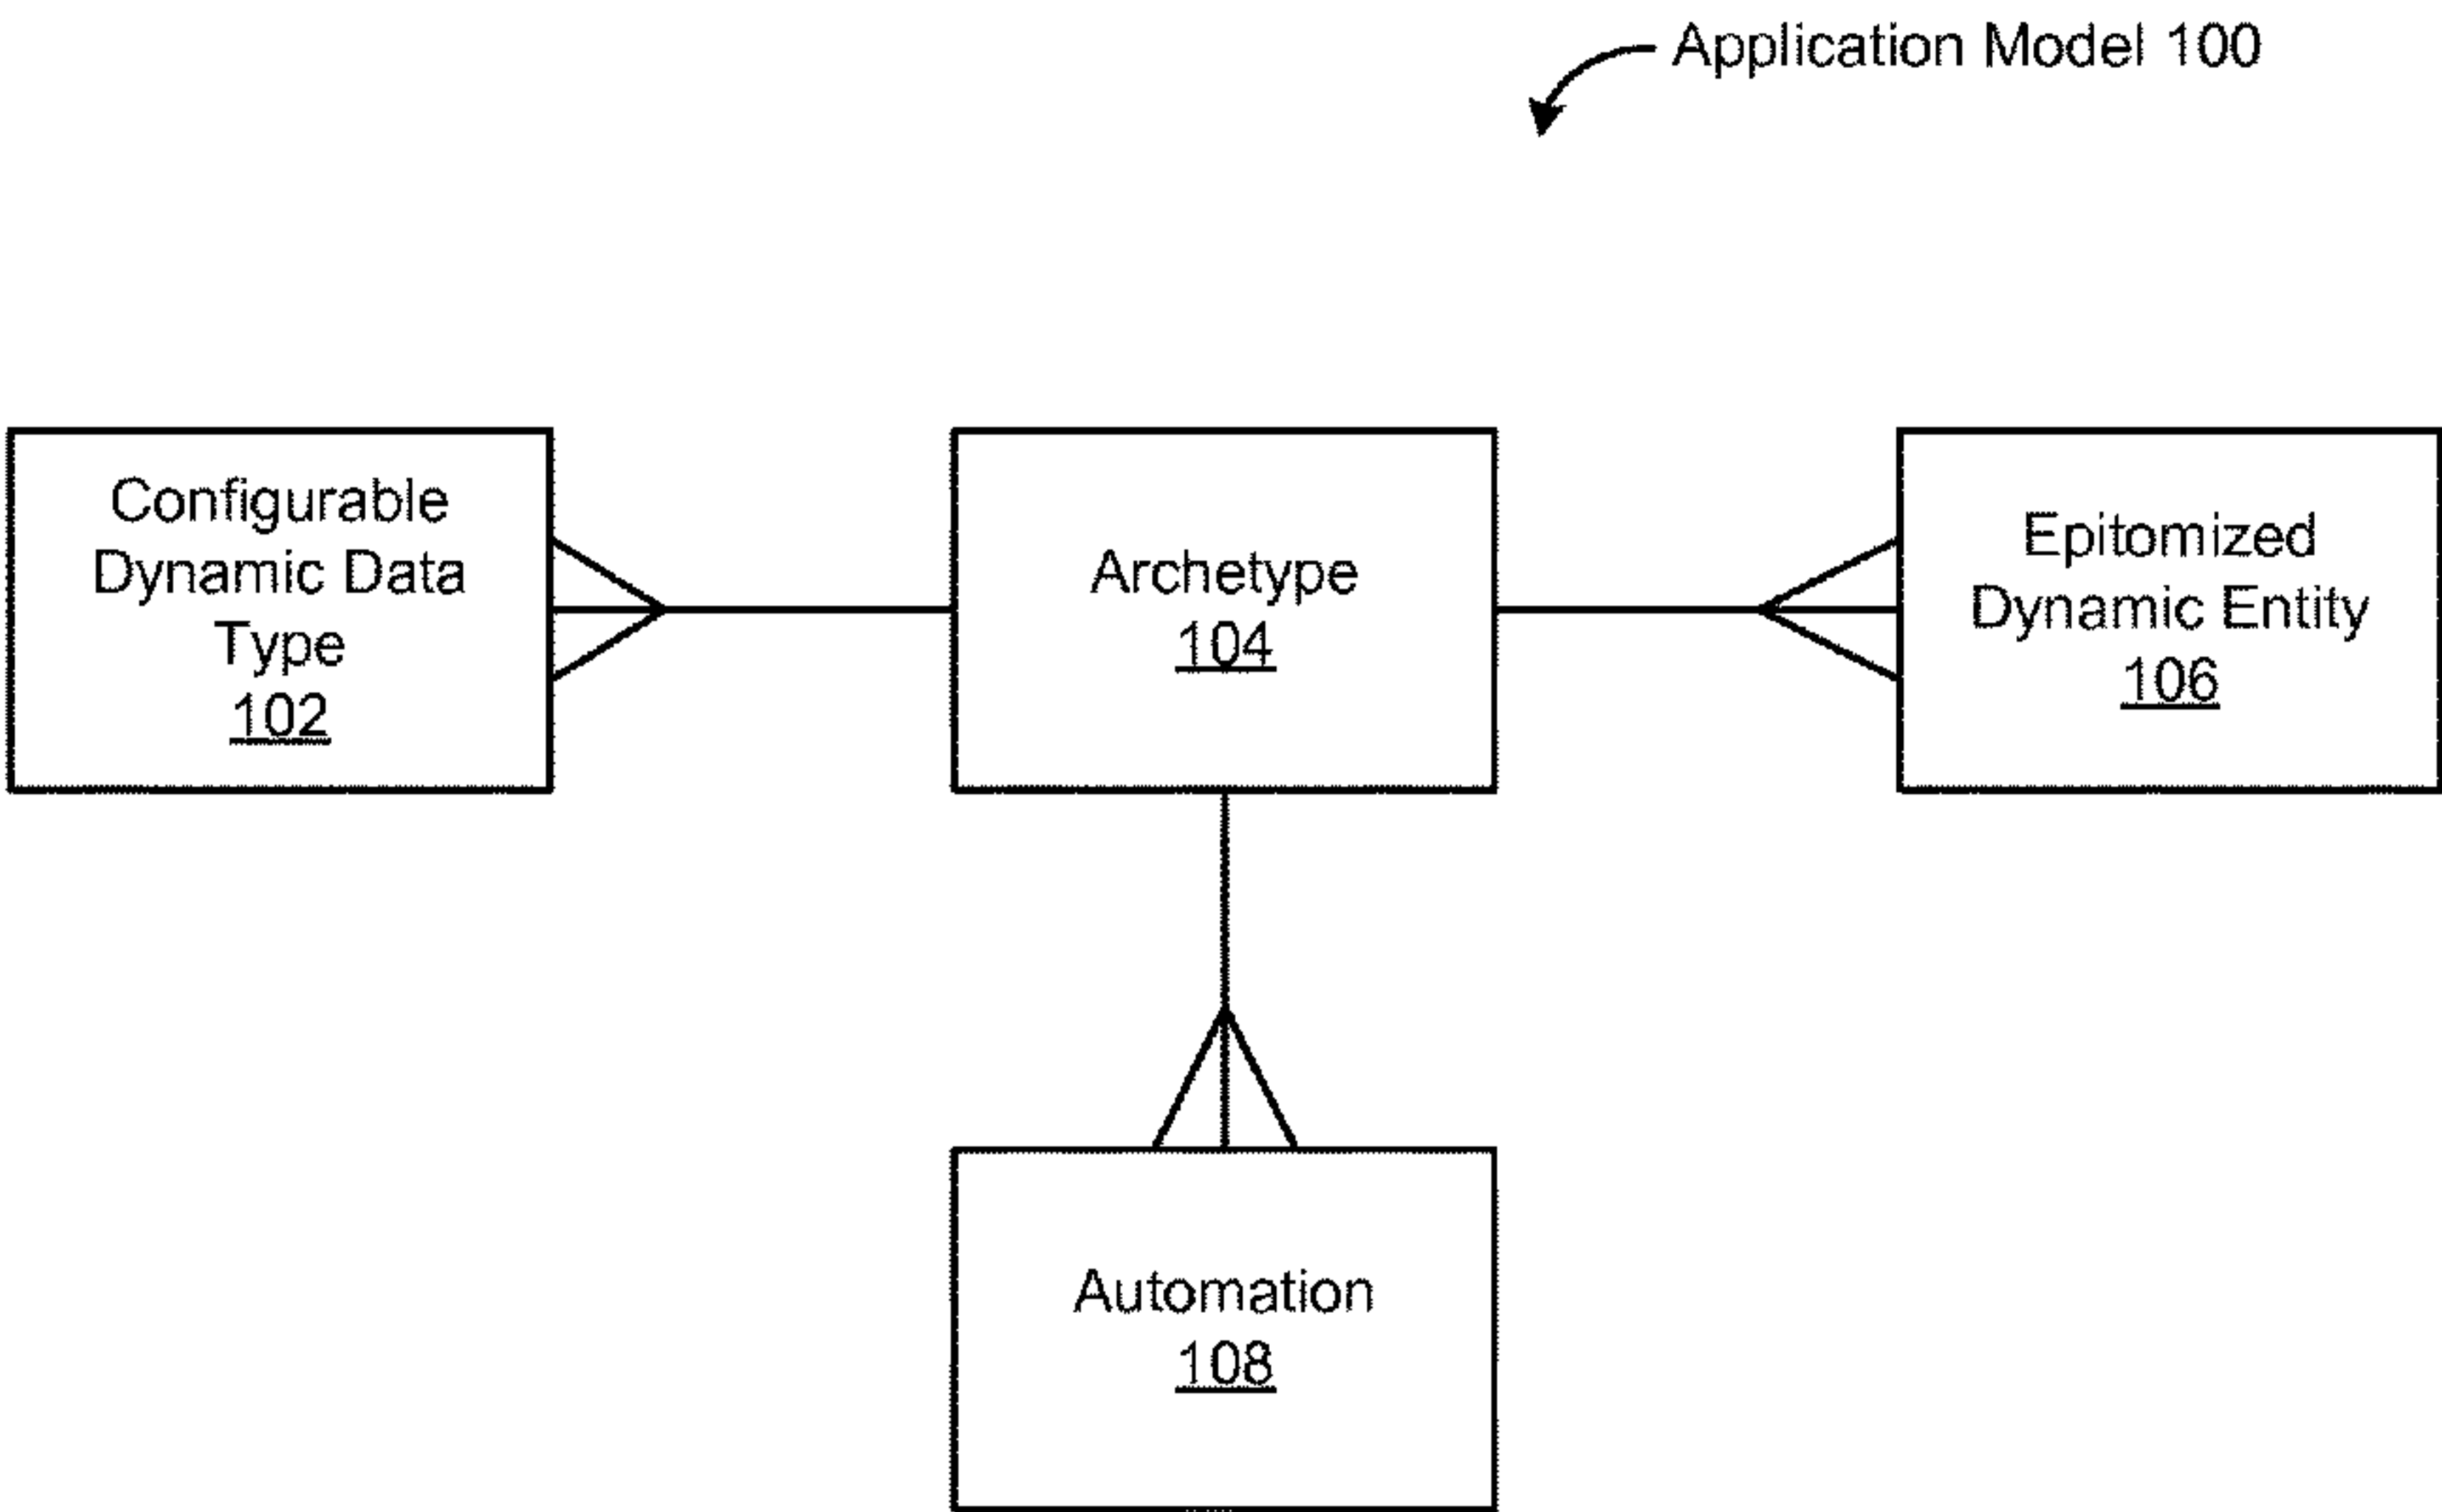 Application Model 100
Configurable
Dynamic Data
Type
102
Archetype
104
Epitomized
Dynamic Entity
106
Automation
108